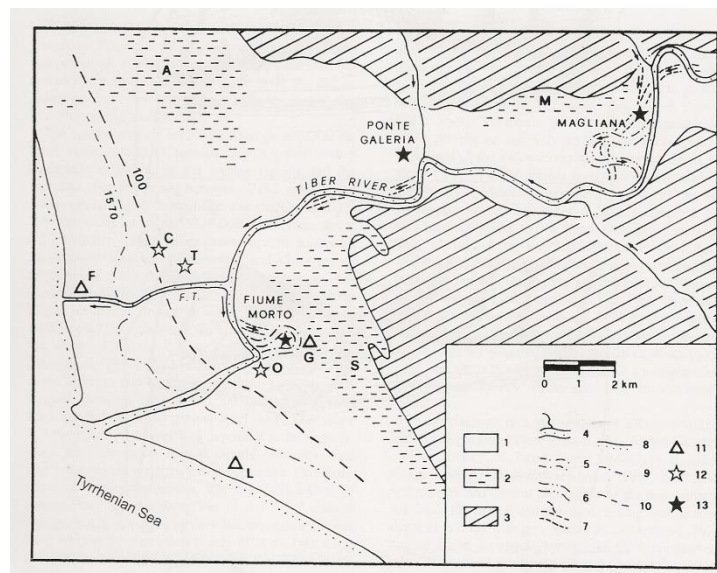 A
M
MAGLIANA
PONTE
GALERIA
TIBER RIVER
100
1570
C
T
F
F.T.
FIUME
MORTO
G
O
S
L
Tyrrhenian Sea
0 1 2 km
1
2
3
4
5
6
7
8
9
10
11
12
13